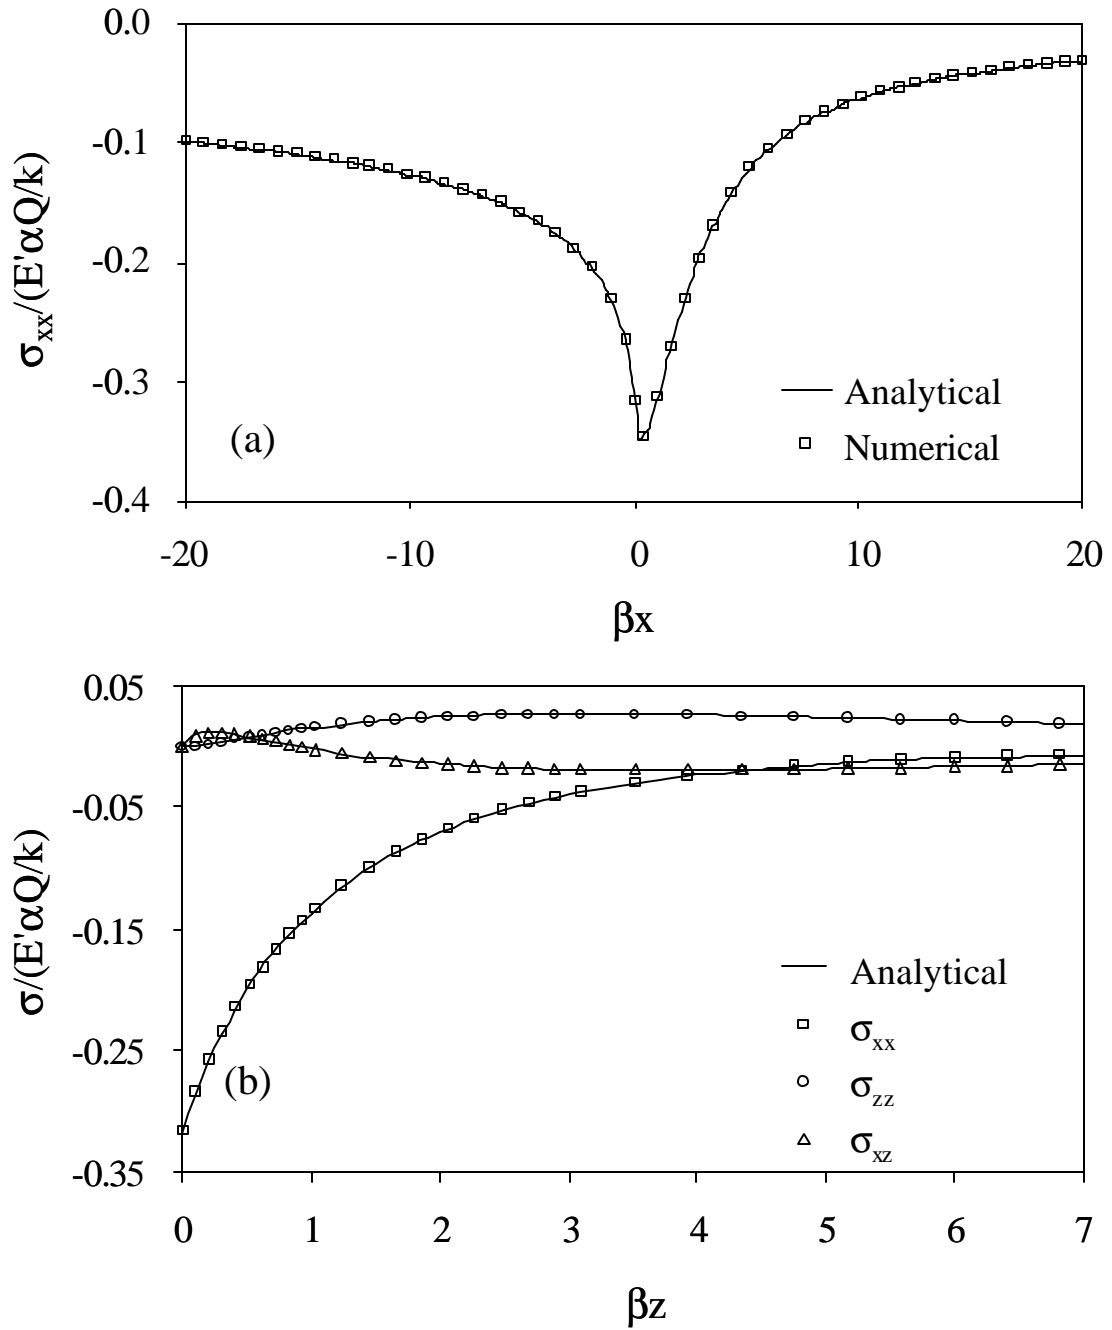 0.0
-0.1
-0.2
-0.3
-0.4
σxx/(E'αQ/k)
Analytical
Numerical
(a)
-20
-10
0
10
20
βx
0.05
-0.05
-0.15
-0.25
-0.35
σ/(E'αQ/k)
Analytical
σxx
σzz
σxz
(b)
0
1
2
3
4
5
6
7
βz